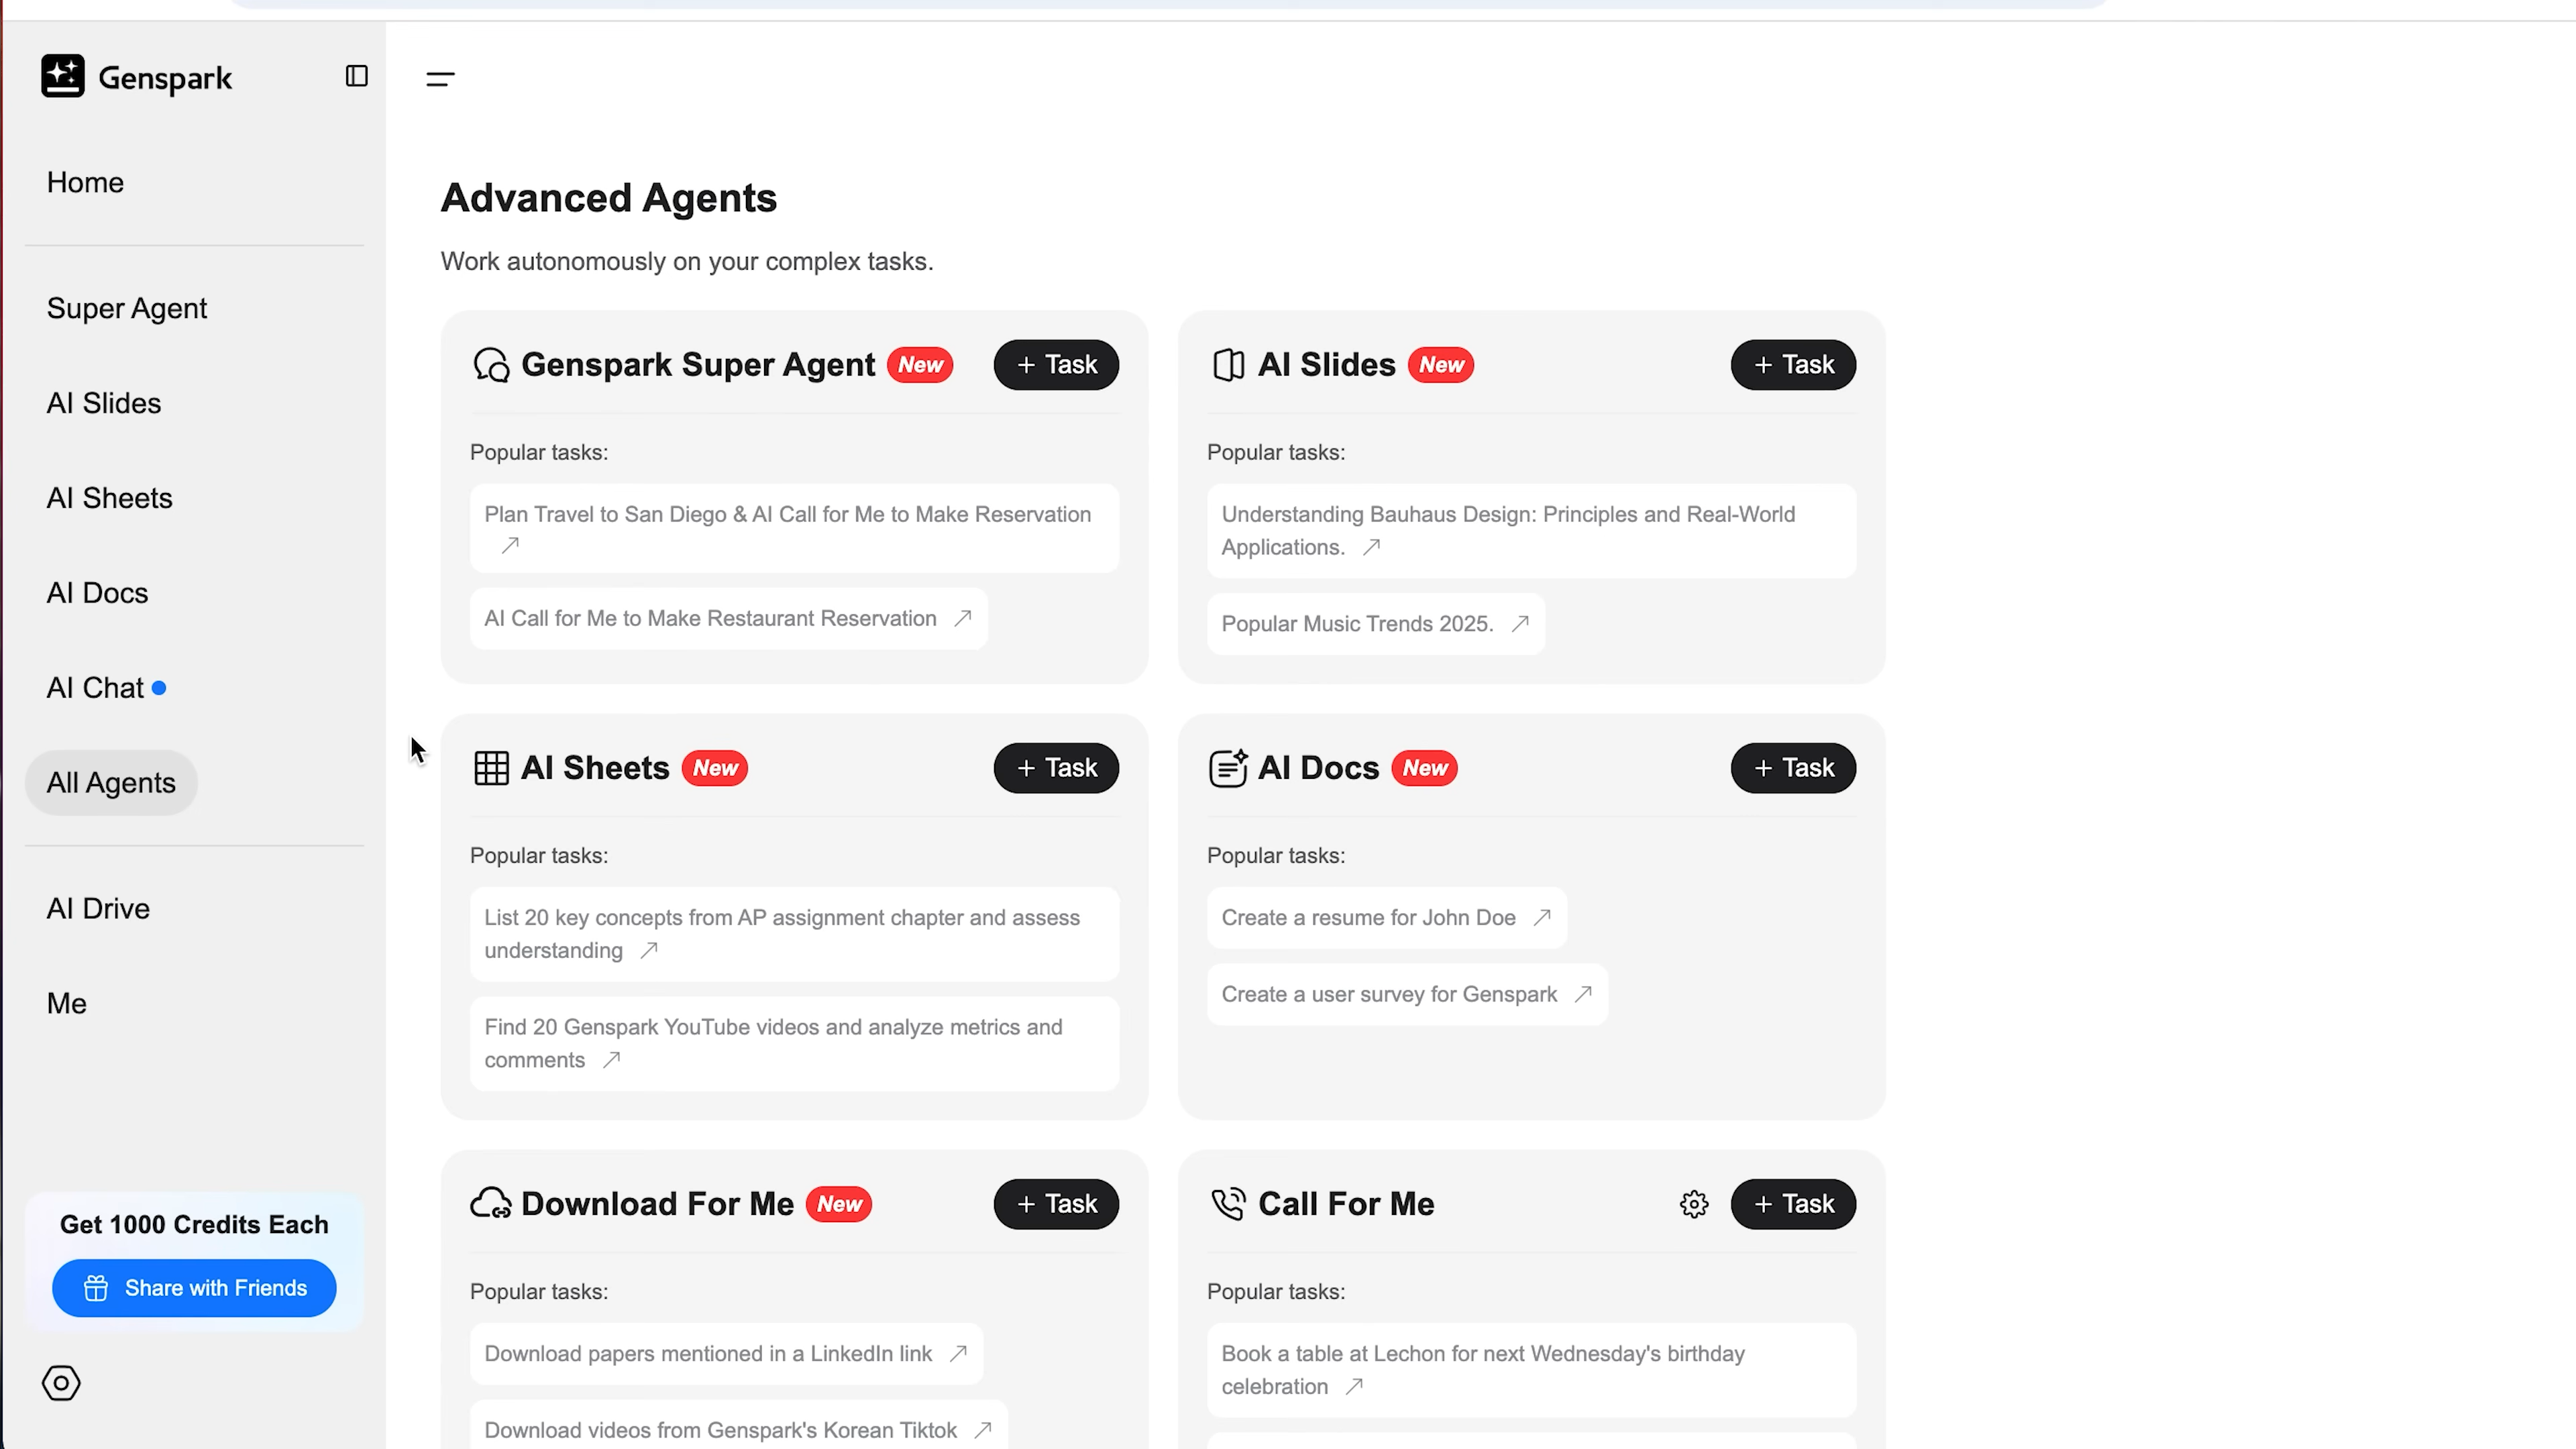 Genspark
Home
Super Agent
AI Slides
AI Sheets
AI Docs
AI Chat
All Agents
AI Drive
Me
Get 1000 Credits Each
Share with Friends
Advanced Agents
Work autonomously on your complex tasks.
Genspark Super Agent New + Task
Popular tasks:
Plan Travel to San Diego & AI Call for Me to Make Reservation
AI Call for Me to Make Restaurant Reservation
AI Slides New + Task
Popular tasks:
Understanding Bauhaus Design: Principles and Real-World
Applications.
Popular Music Trends 2025.
AI Sheets New + Task
Popular tasks:
List 20 key concepts from AP assignment chapter and assess
understanding
Find 20 Genspark YouTube videos and analyze metrics and
comments
AI Docs New + Task
Popular tasks:
Create a resume for John Doe
Create a user survey for Genspark
Download For Me New + Task
Popular tasks:
Download papers mentioned in a LinkedIn link
Download videos from Genspark's Korean Tiktok
Call For Me + Task
Popular tasks:
Book a table at Lechon for next Wednesday's birthday
celebration